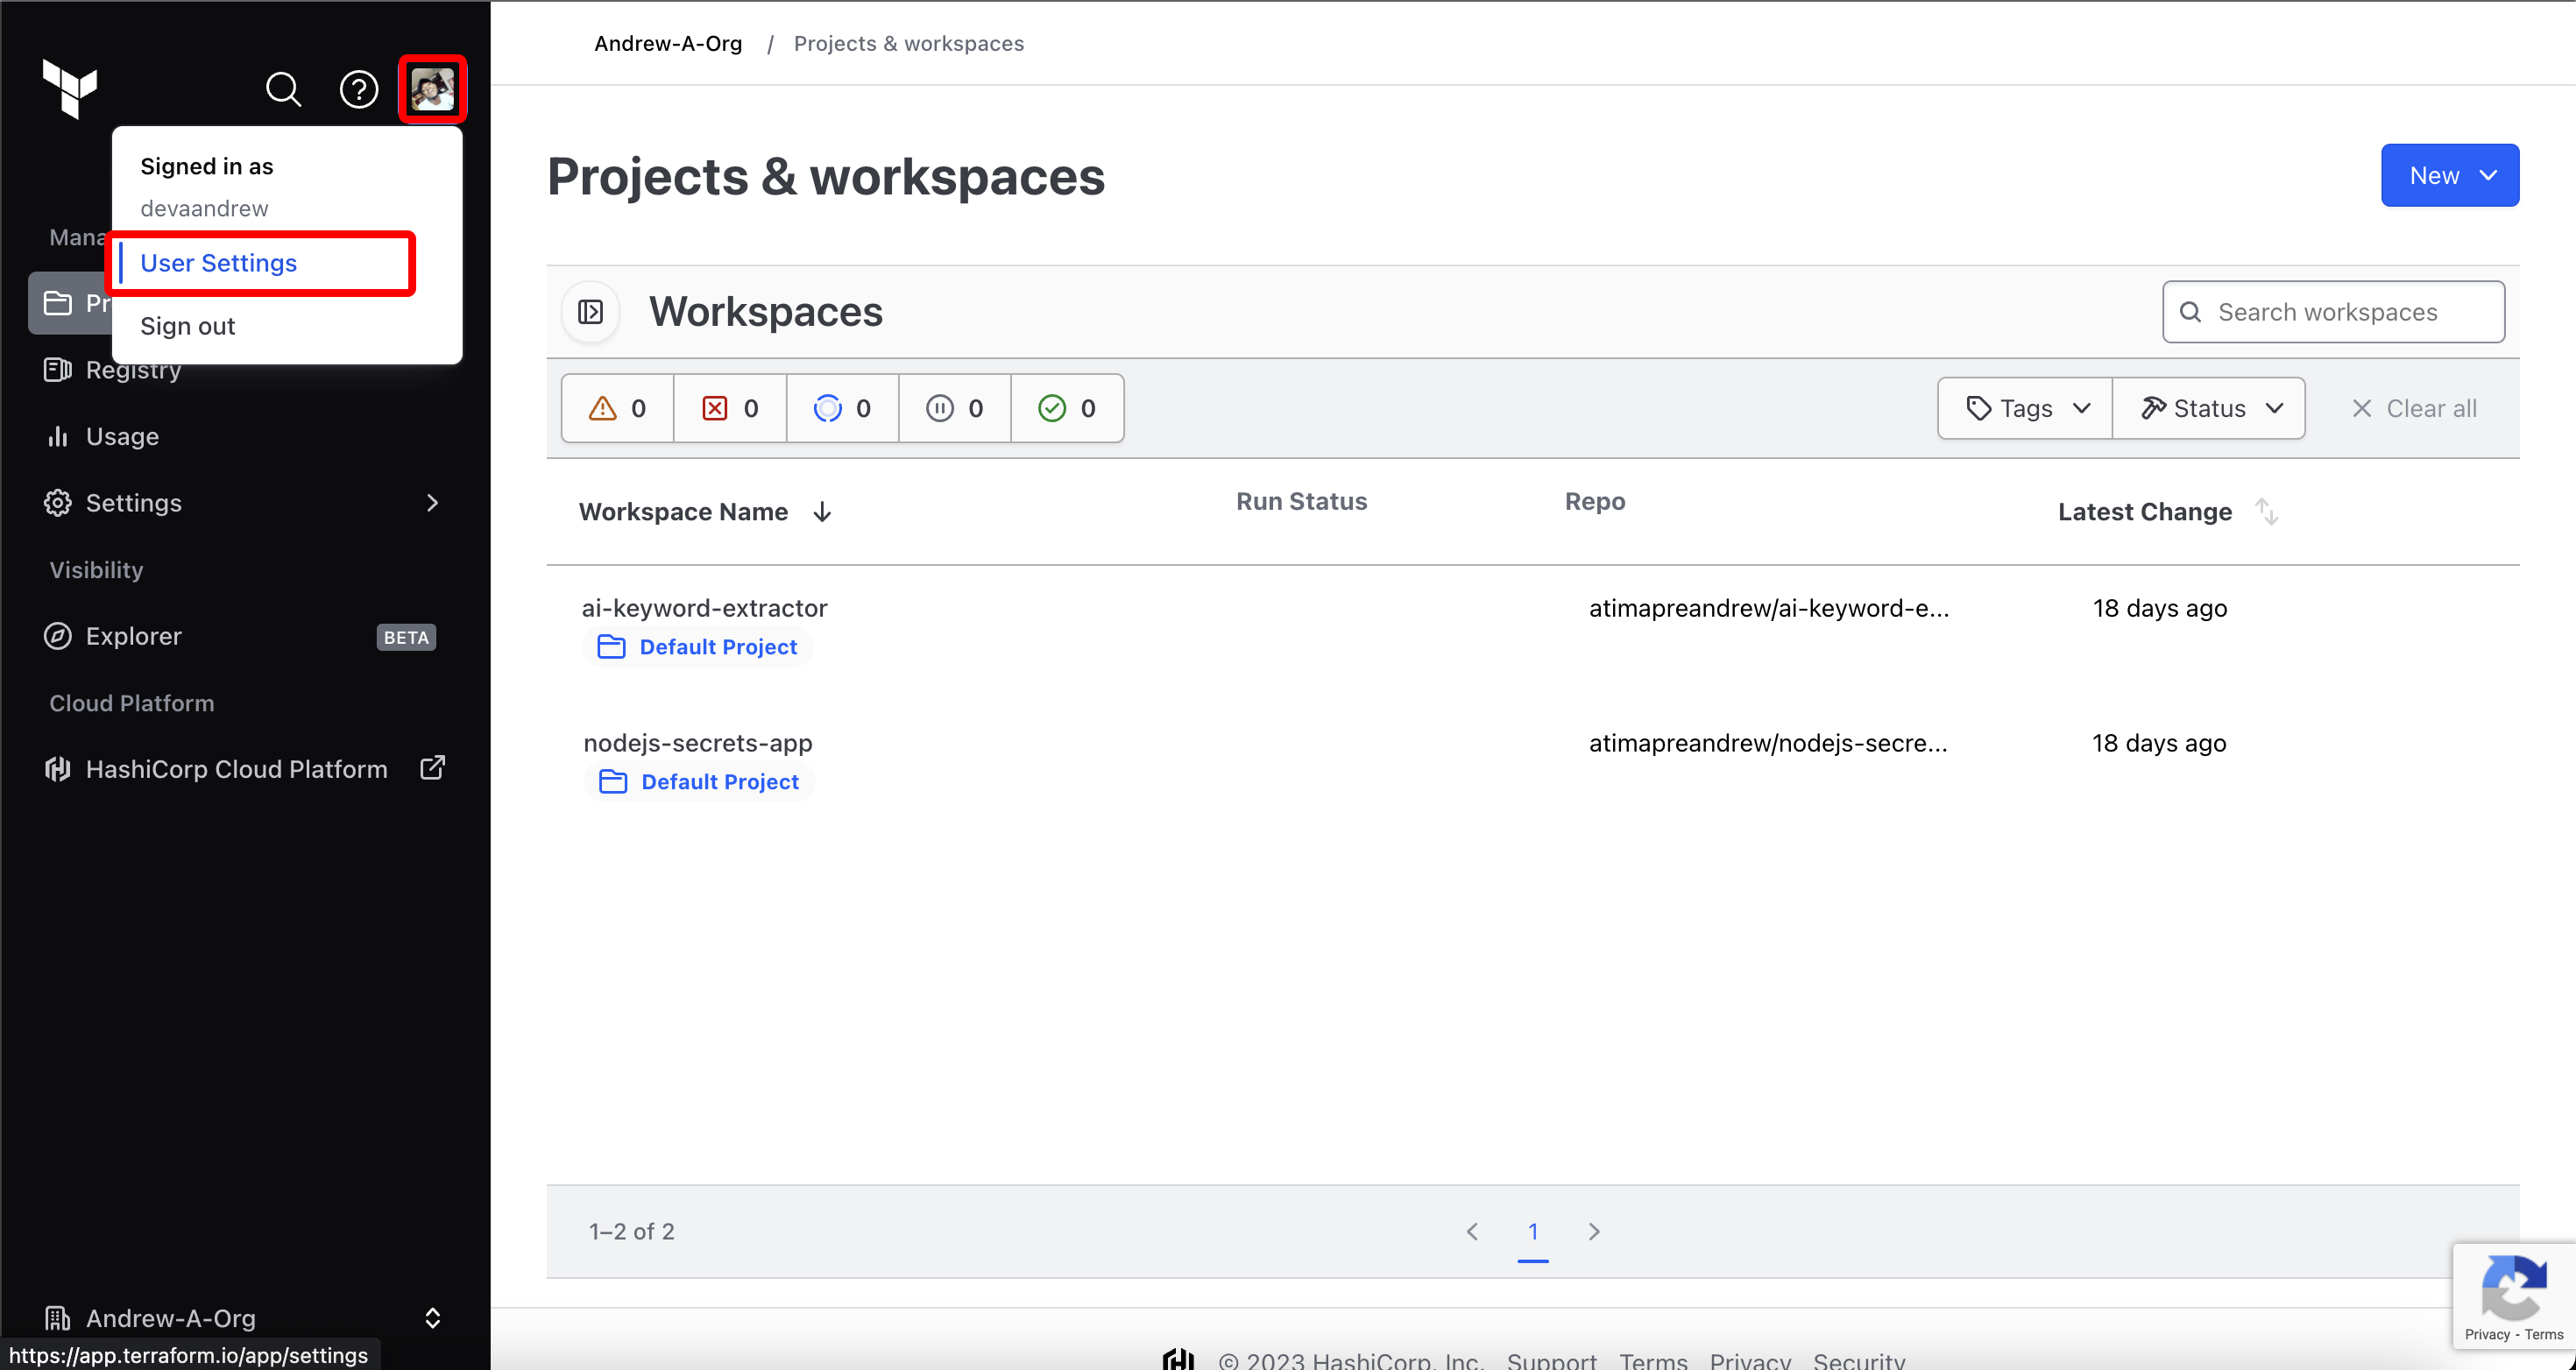 Andrew-A-Org / Projects & workspaces
Signed in as
devaandrew
User Settings
Sign out
Mana
Pr
Registry
Usage
Settings
Visibility
Explorer BETA
Cloud Platform
HashiCorp Cloud Platform
Andrew-A-Org
https://app.terraform.io/app/settings
Projects & workspaces
New
Workspaces
Search workspaces
0 0 0 0 0
Tags Status Clear all
Workspace Name Run Status Repo Latest Change
ai-keyword-extractor atimapreandrew/ai-keyword-e... 18 days ago
Default Project
nodejs-secrets-app atimapreandrew/nodejs-secre... 18 days ago
Default Project
1–2 of 2 1
Privacy - Terms
© 2023 HashiCorp, Inc. Support Terms Privacy Security